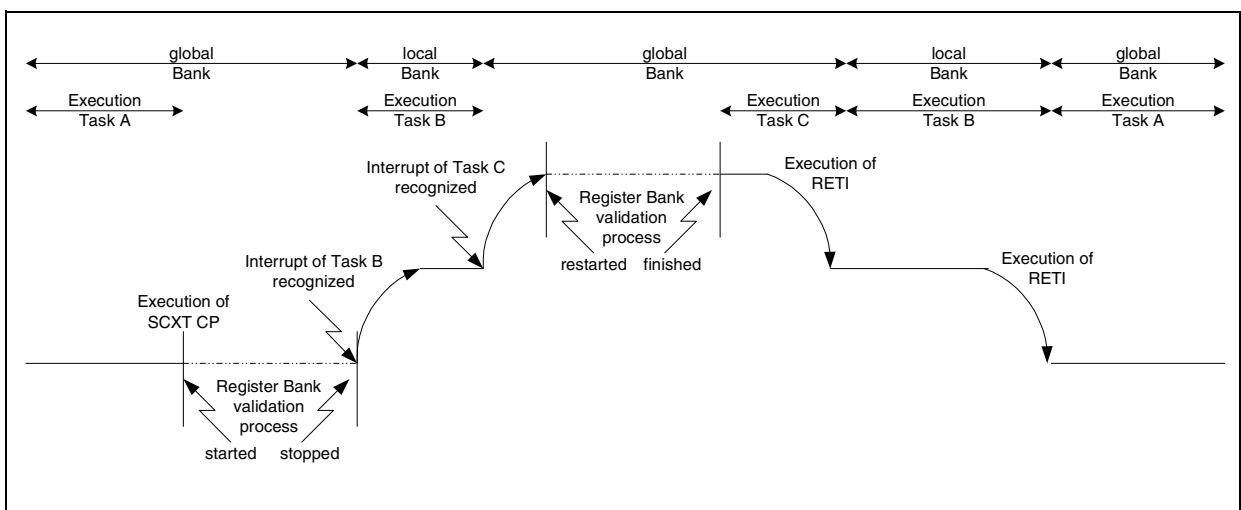 global
Bank
local
Bank
global
Bank
local
Bank
global
Bank
Execution
Task A
Execution
Task B
Execution
Task C
Execution
Task B
Execution
Task A
Interrupt of Task C
recognized
Execution of
RETI
Register Bank
validation
process
restarted
finished
Interrupt of Task B
recognized
Execution of
RETI
Execution of
SCXT CP
Register Bank
validation
process
started
stopped